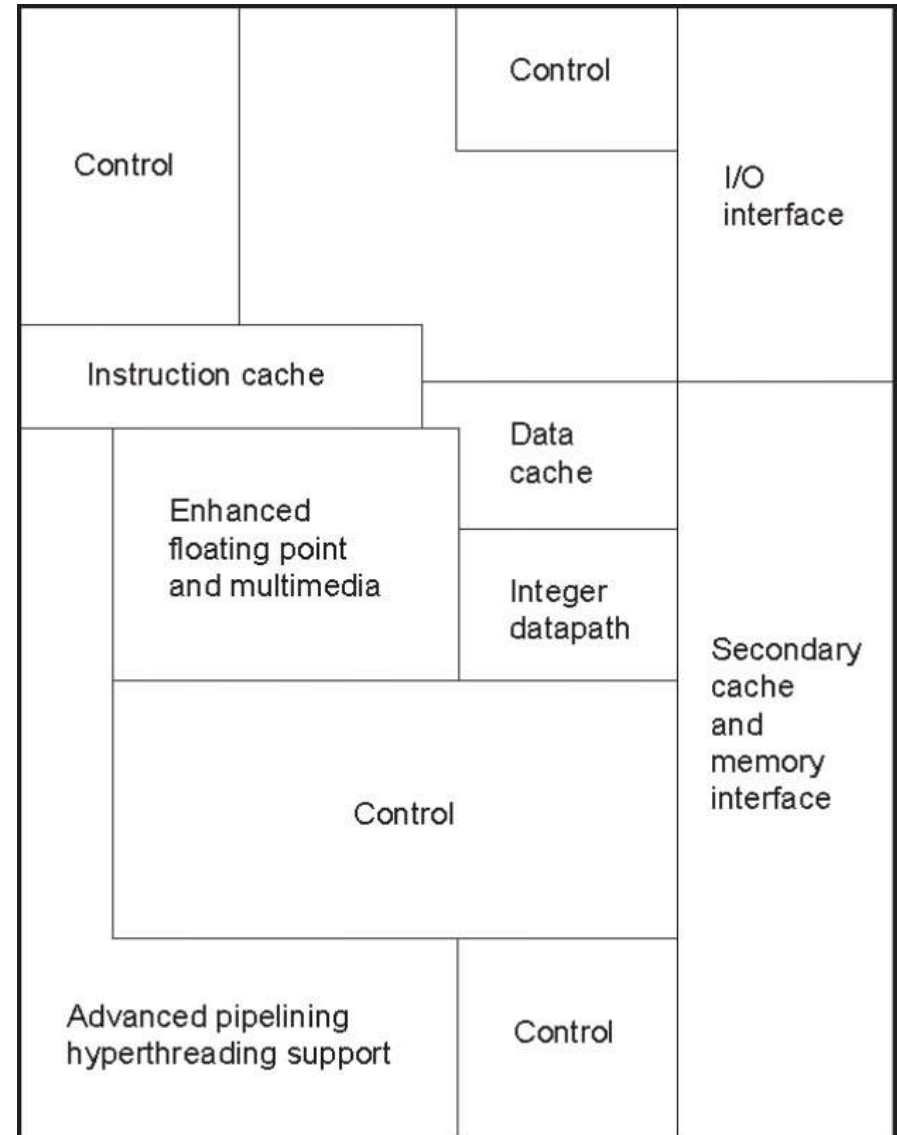 Control
Control
I/O
interface
Instruction cache
Data
cache
Enhanced
floating point
and multimedia
Integer
datapath
Secondary
cache
and
memory
interface
Control
Advanced pipelining
hyperthreading support
Control